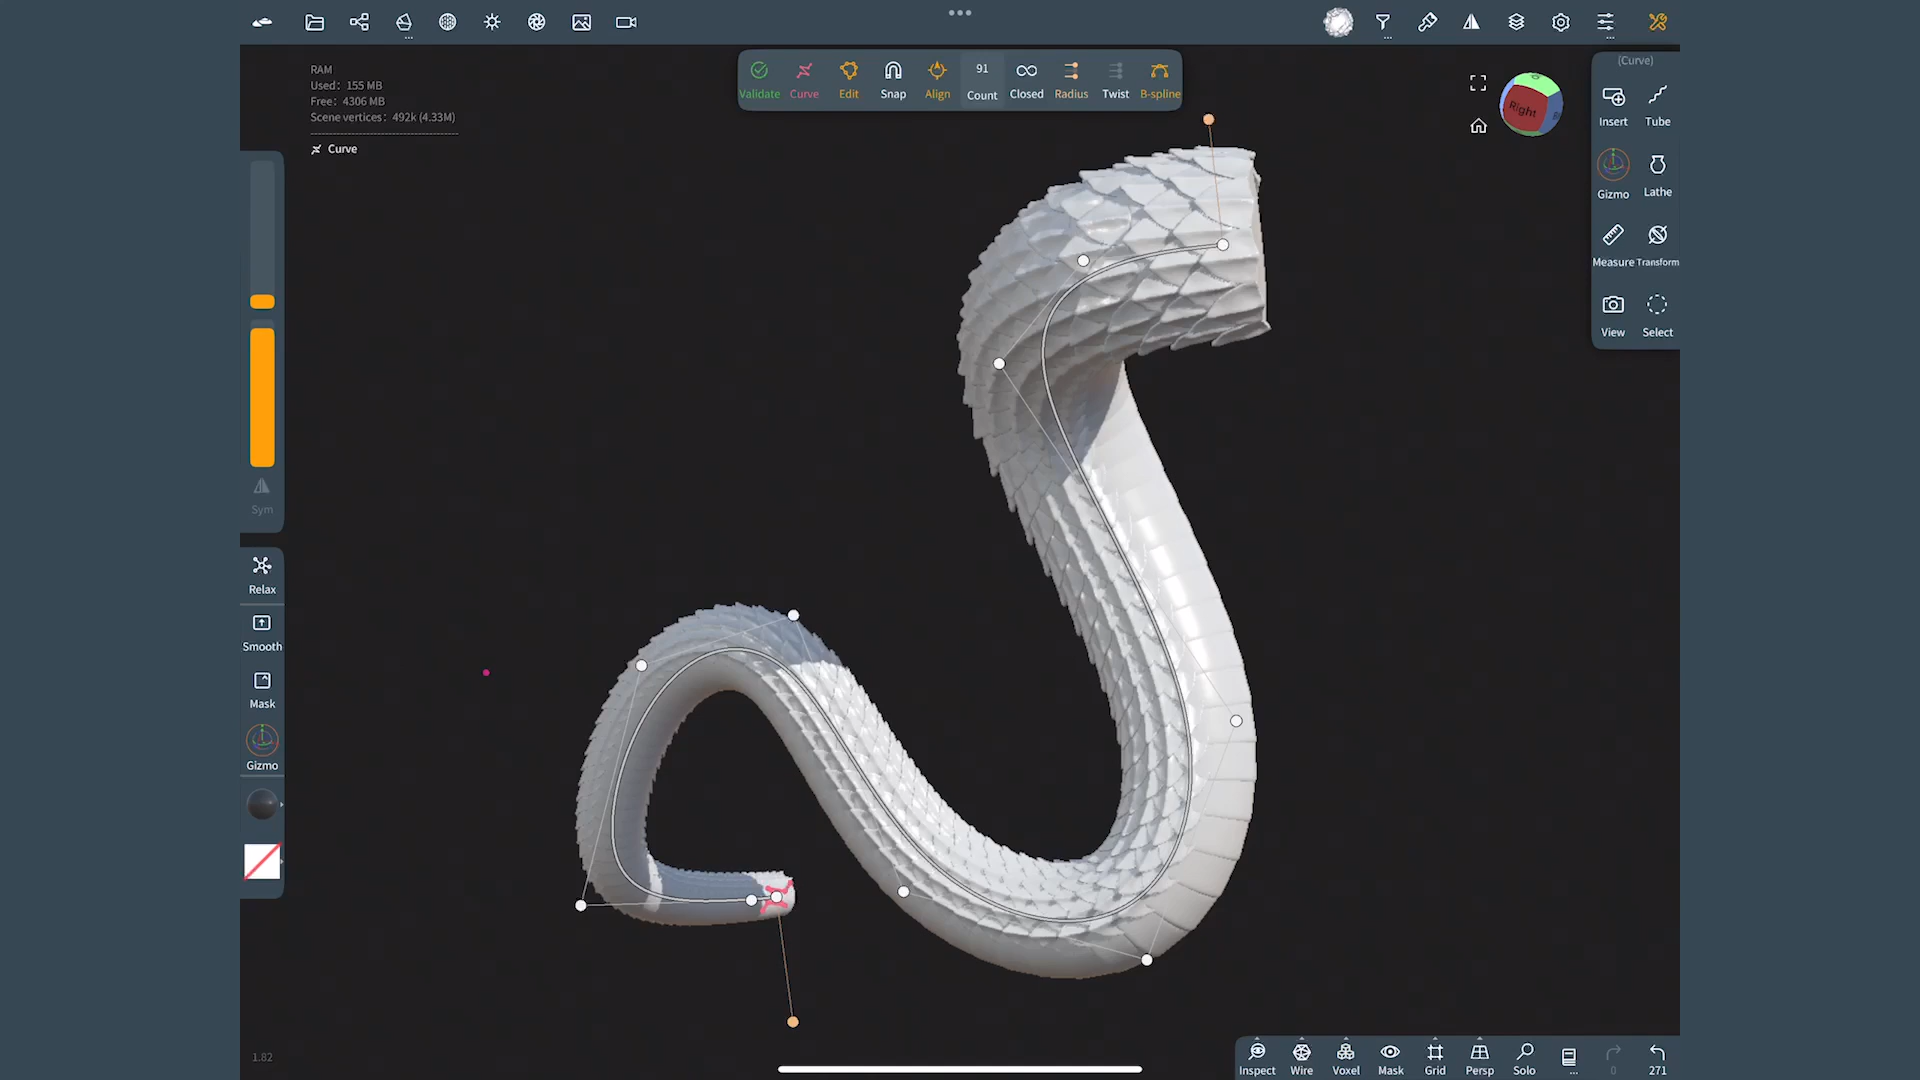 RAM
Used: 155 MB
Free: 4306 MB
Scene vertices: 492k (4.33M)
Curve
Validate
Curve
Edit
Snap
Align
91
Count
Closed
Radius
Twist
B-spline
Right
(Curve)
Insert
Tube
Gizmo
Lathe
Measure
Transform
View
Select
Sym
Relax
Smooth
Mask
Gizmo
1.82
Inspect
Wire
Voxel
Mask
Grid
Persp
Solo
...
0
271